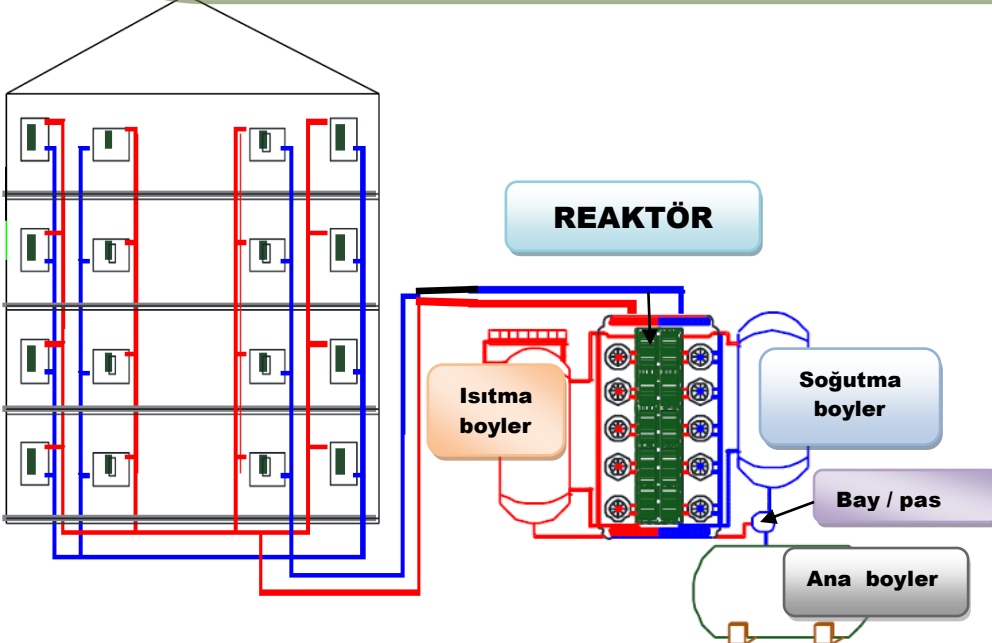 REAKTÖR
Isıtma
boyler
Soğutma
boyler
Bay / pas
Ana boyler